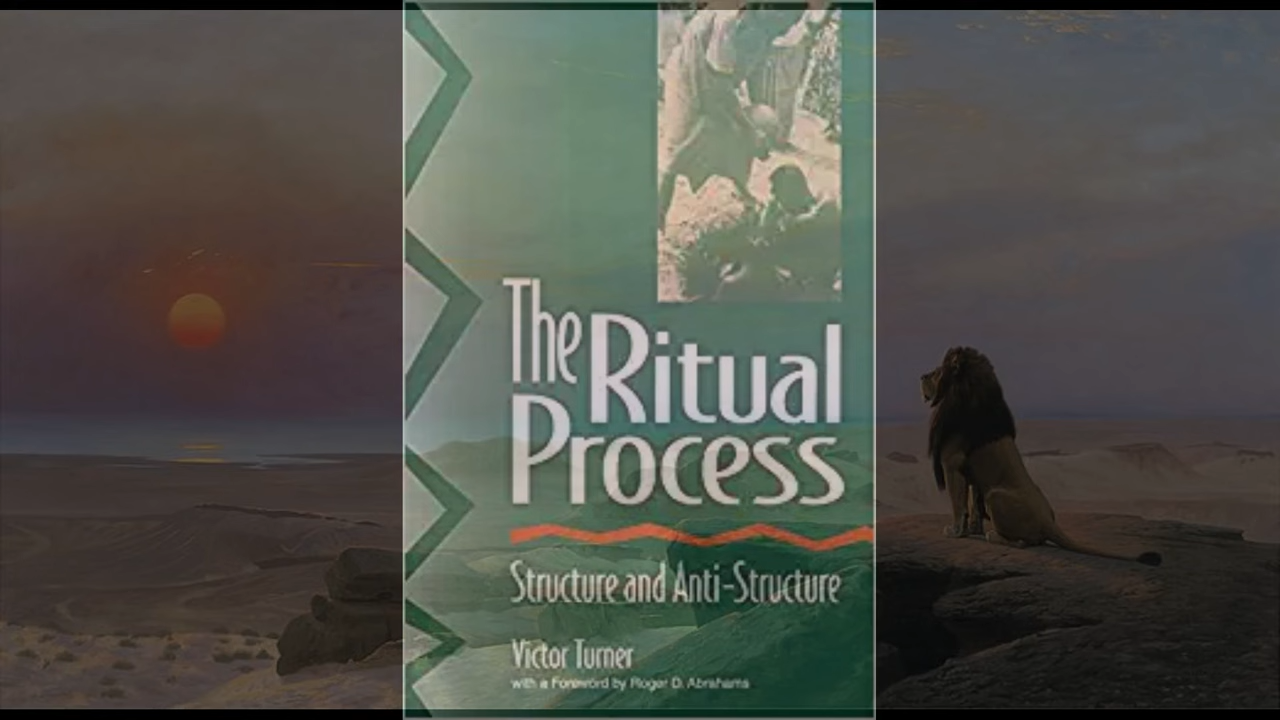 The Ritual
Process
Structure and Anti-Structure
Victor Turner
with a Foreword by Roger D. Abrahams